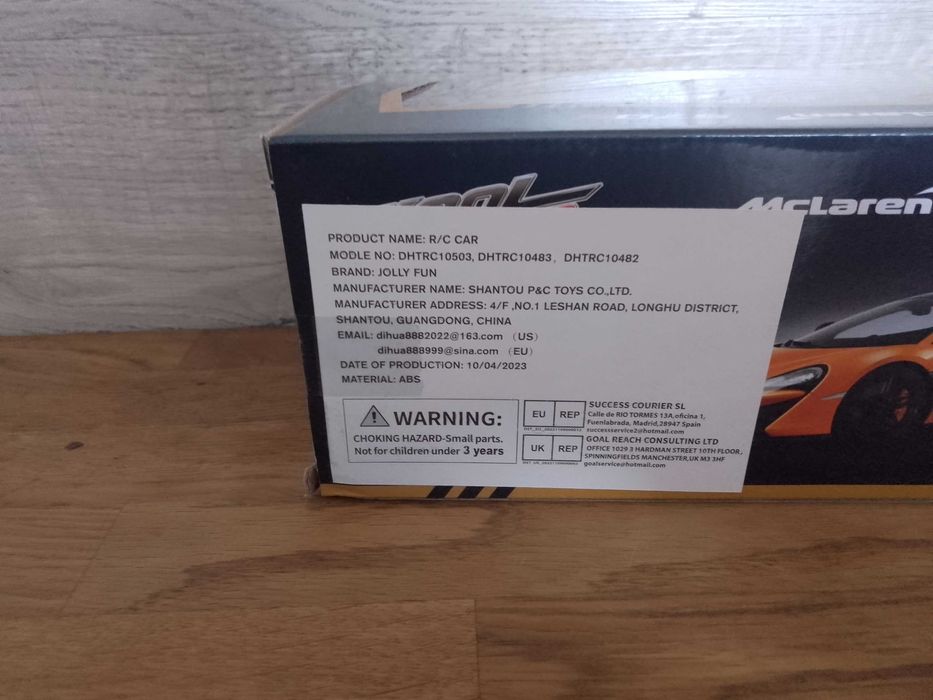 McLaren
PRODUCT NAME: R/C CAR
MODLE NO: DHTRC10503, DHTRC10483, DHTRC10482
BRAND: JOLLY FUN
MANUFACTURER NAME: SHANTOU P&C TOYS CO.,LTD.
MANUFACTURER ADDRESS: 4/F ,NO.1 LESHAN ROAD, LONGHU DISTRICT,
SHANTOU, GUANGDONG, CHINA
EMAIL: dihua8882022@163.com (US)
dihua888999@sina.com (EU)
DATE OF PRODUCTION: 10/04/2023
MATERIAL: ABS
WARNING:
CHOKING HAZARD-Small parts.
Not for children under 3 years
EU REP
SUCCESS COURIER SL
Calle de RIO TORMES 13A,oficina 1,
Fuenlabrada, Madrid,28947 Spain
successservice2@hotmail.com
UK REP
GOAL REACH CONSULTING LTD
OFFICE 1029 3 HARDMAN STREET 10TH FLOOR,
SPINNINGFIELDS MANCHESTER,UK M3 3HF
goalservice@hotmail.com